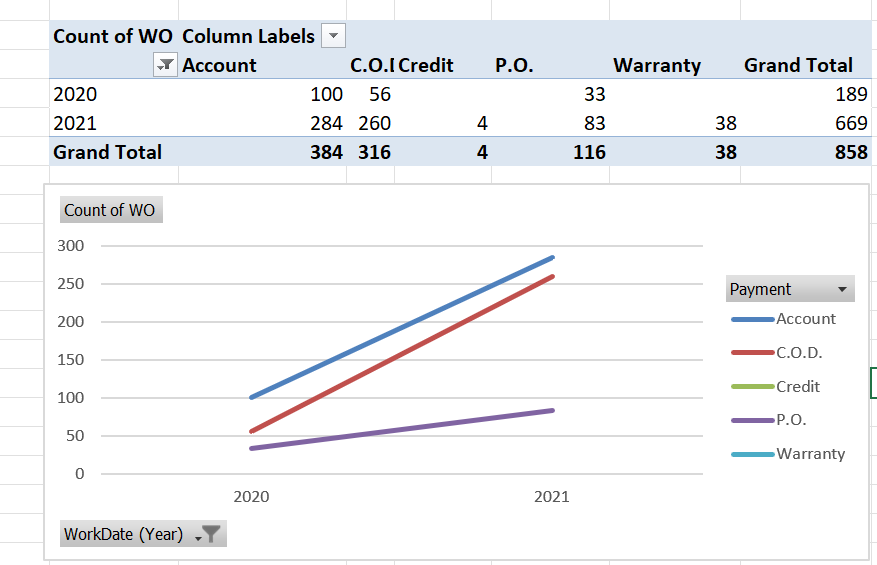 Count of WO Column Labels
Account C.O.D Credit P.O. Warranty Grand Total
2020 100 56 33 189
2021 284 260 4 83 38 669
Grand Total 384 316 4 116 38 858
Count of WO
300
250
200
150
100
50
0
2020 2021
Payment
Account
C.O.D.
Credit
P.O.
Warranty
WorkDate (Year)